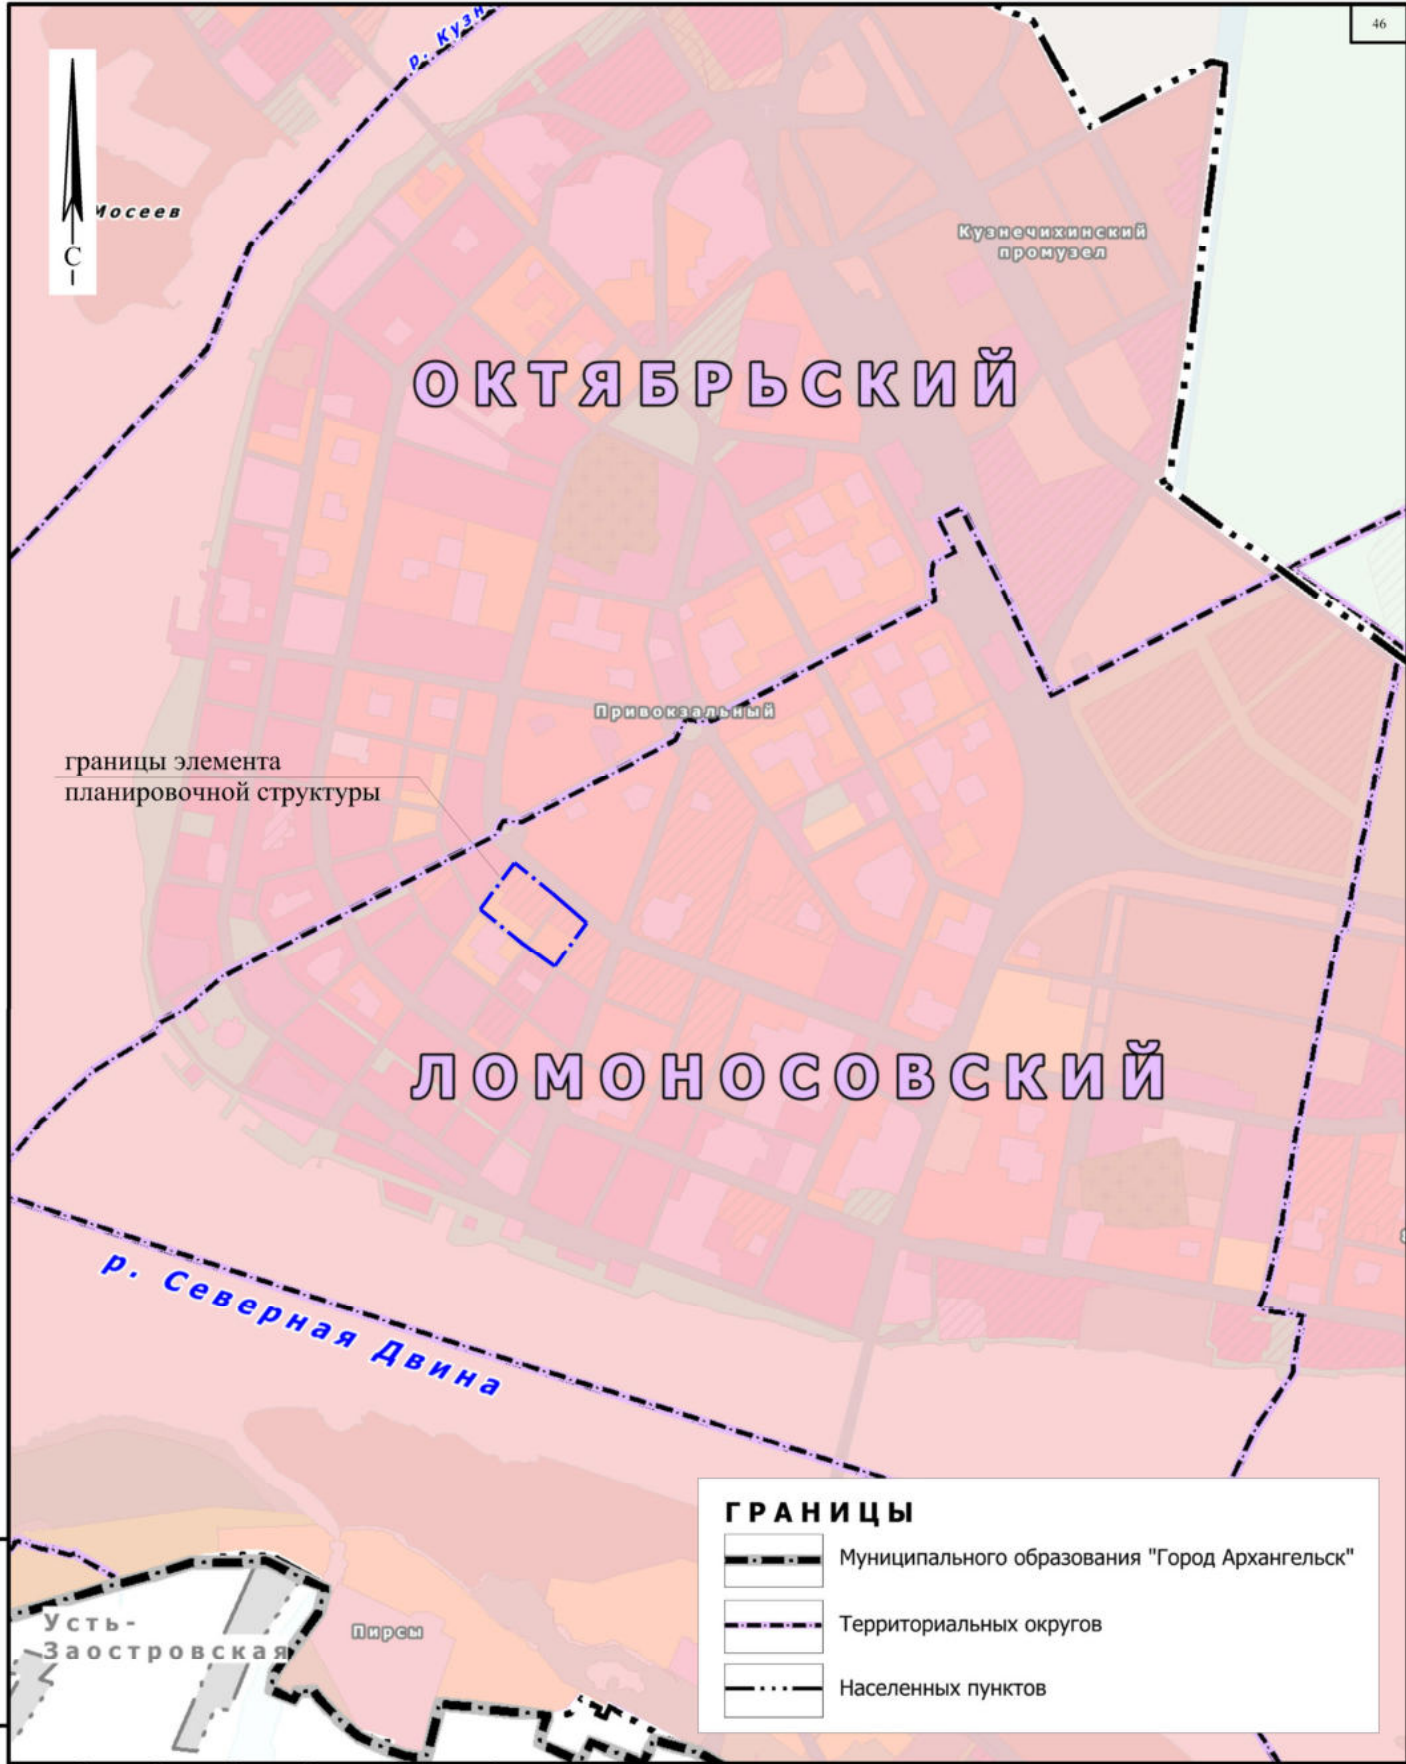 46
р. Кузн
Мосеев
С
Кузнечихинский
промузел
ОКТЯБРЬСКИЙ
Привокзальный
границы элемента
планировочной структуры
ЛОМОНОСОВСКИЙ
р. Северная Двина
ГРАНИЦЫ
Муниципального образования "Город Архангельск"
Территориальных округов
Населенных пунктов
Усть-
Заостровская
Пирсы